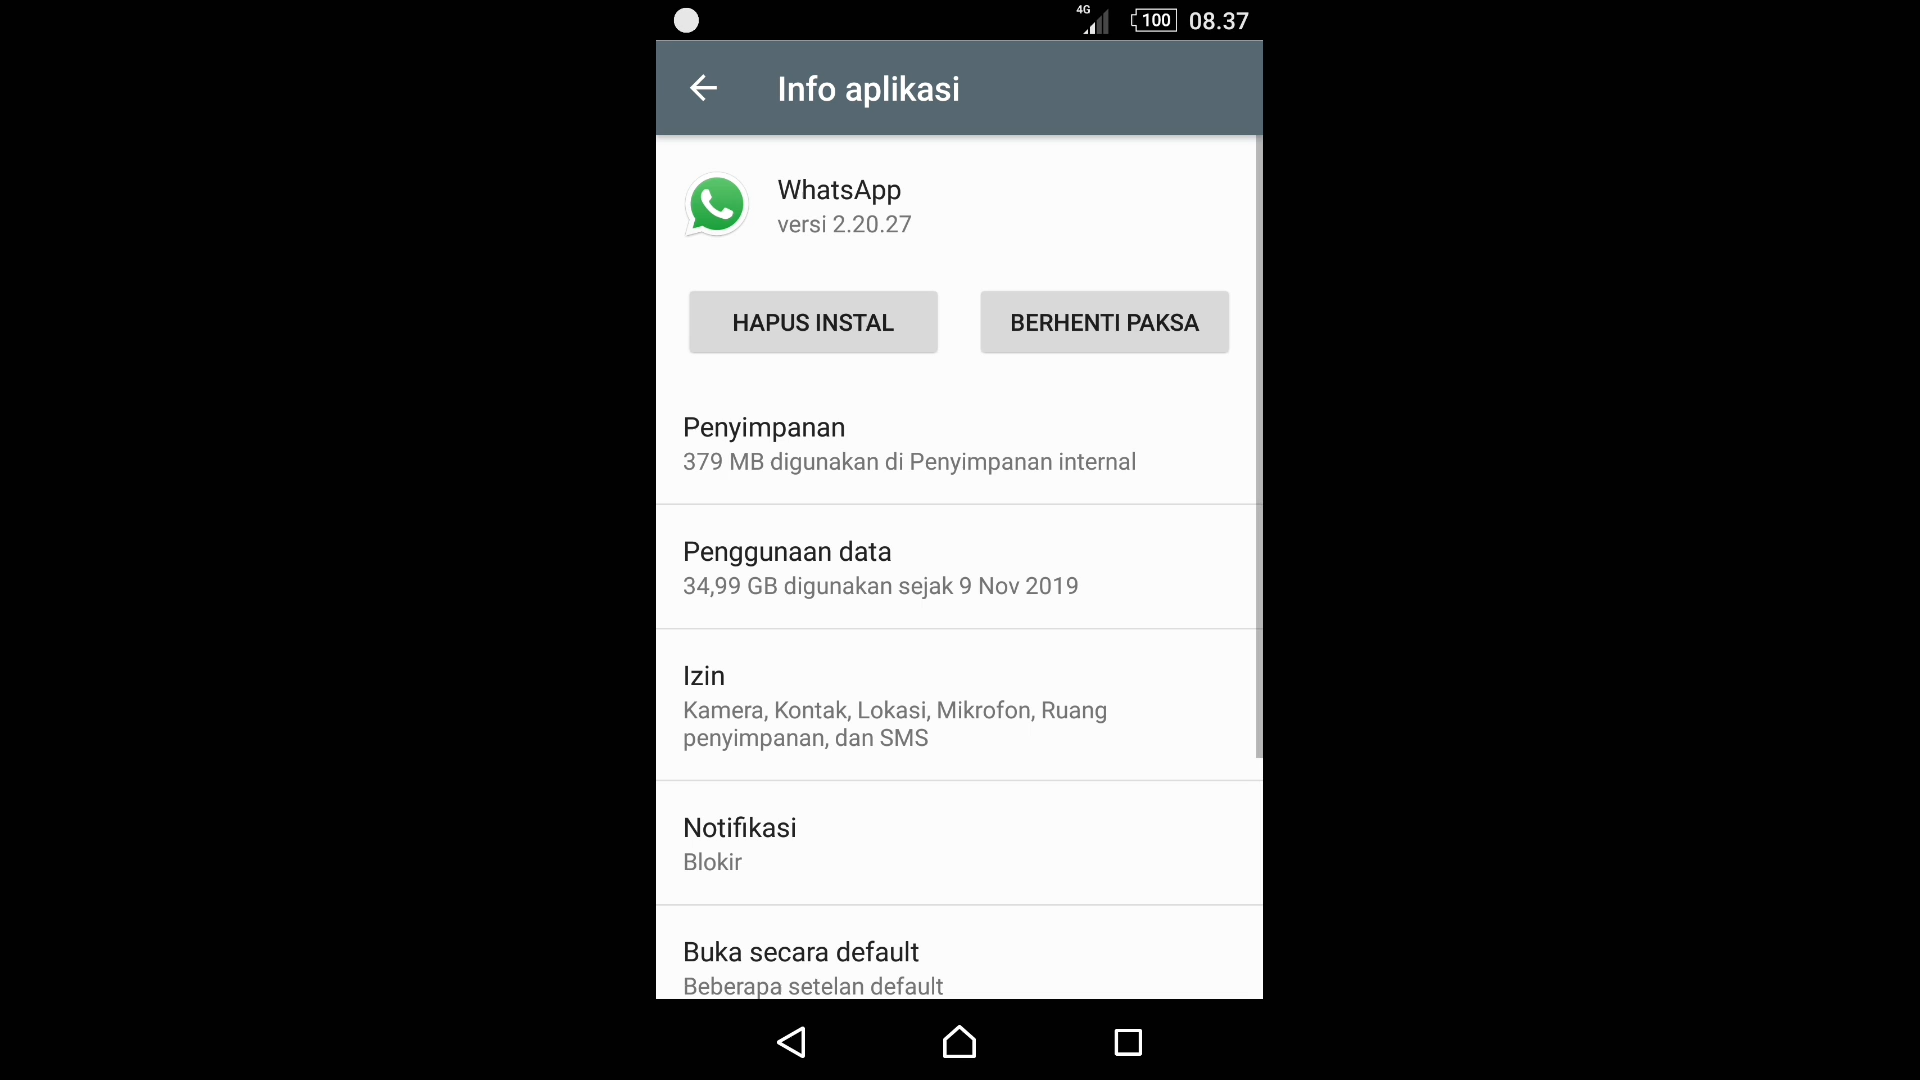 4G 100 08.37
Info aplikasi
WhatsApp
versi 2.20.27
HAPUS INSTAL BERHENTI PAKSA
Penyimpanan
379 MB digunakan di Penyimpanan internal
Penggunaan data
34,99 GB digunakan sejak 9 Nov 2019
Izin
Kamera, Kontak, Lokasi, Mikrofon, Ruang
penyimpanan, dan SMS
Notifikasi
Blokir
Buka secara default
Beberapa setelan default